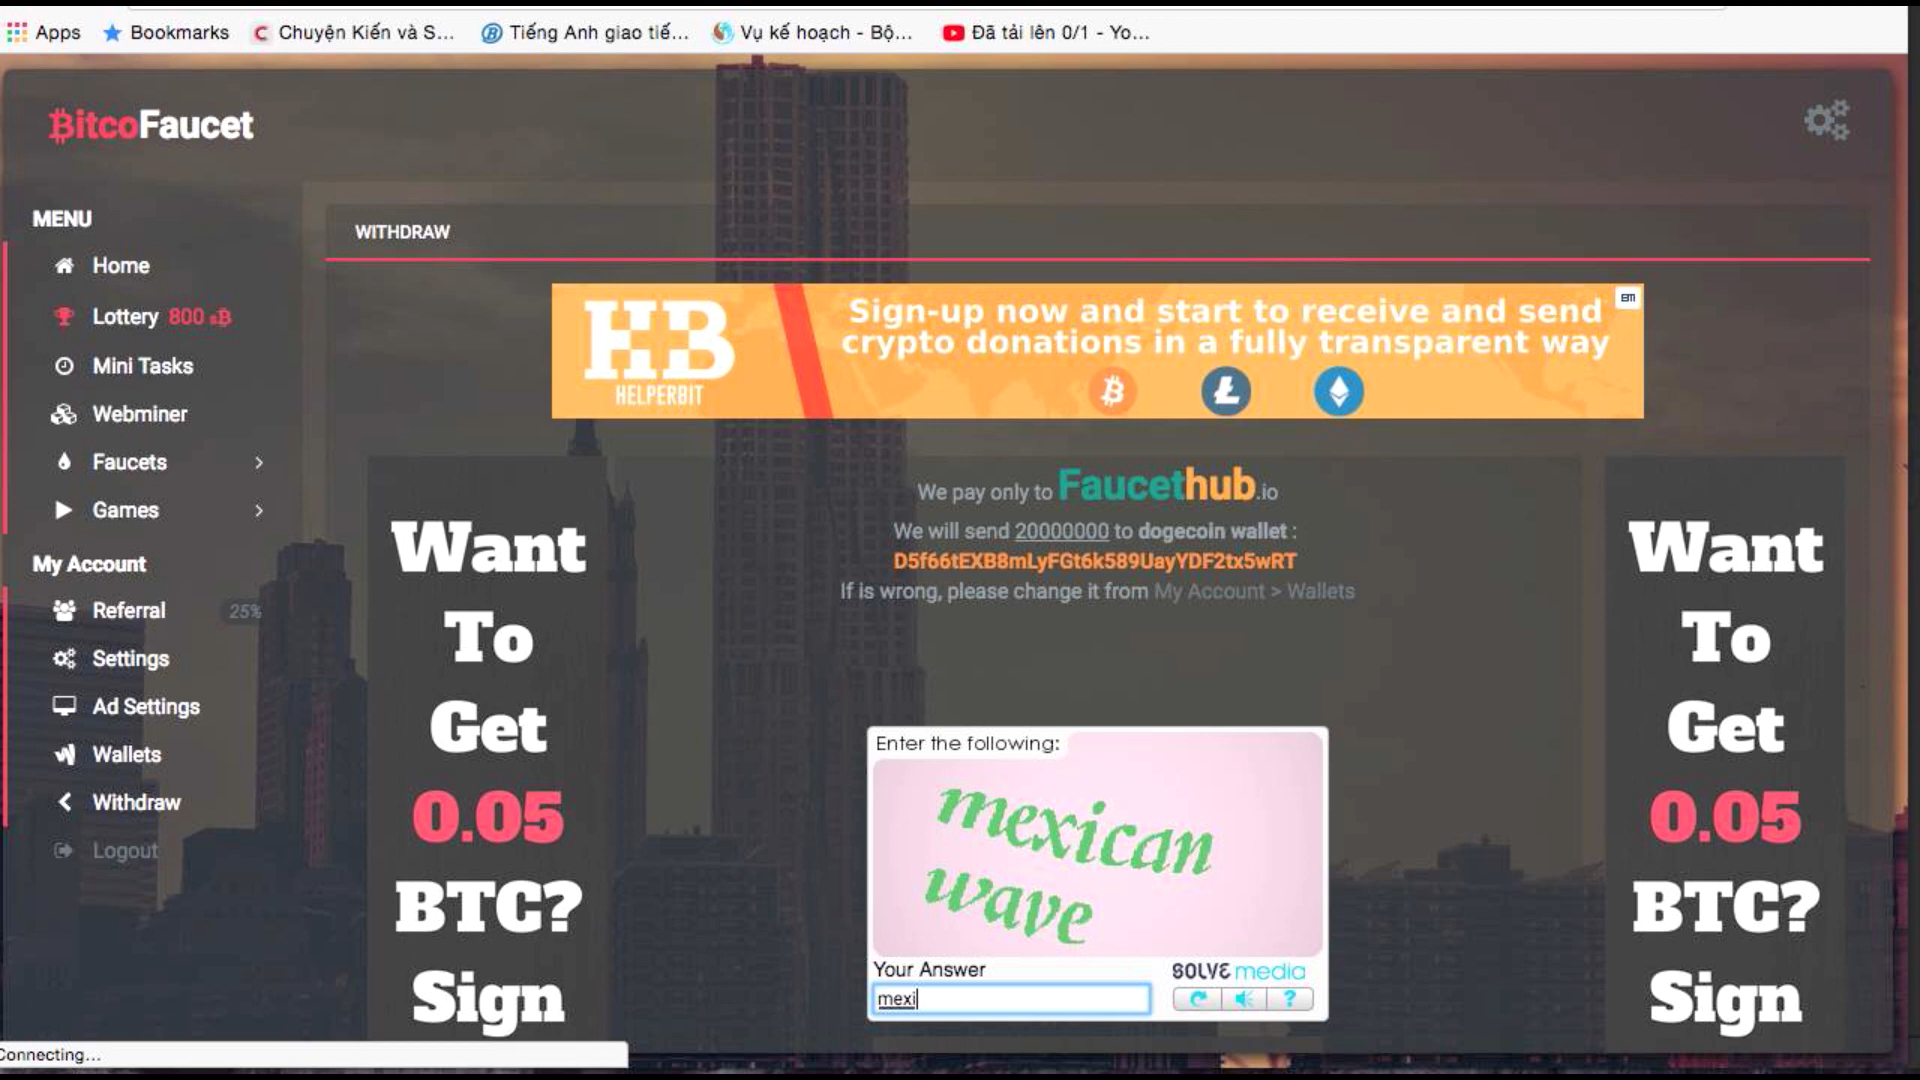 Apps Bookmarks Chuyện Kiến và S... Tiếng Anh giao tiế... Vụ kế hoạch - Bộ... Đã tải lên 0/1 - Yo...
BitcoFaucet
MENU
Home
Lottery 800 s₿
Mini Tasks
Webminer
Faucets
Games
My Account
Referral 25%
Settings
Ad Settings
Wallets
Withdraw
Logout
WITHDRAW
HB
HELPERBIT
Sign-up now and start to receive and send
crypto donations in a fully transparent way
Want
To
Get
0.05
BTC?
Sign
We pay only to Faucethub.io
We will send 20000000 to dogecoin wallet :
D5f66tEXB8mLyFGt6k589UayYDF2tx5wRT
If is wrong, please change it from My Account > Wallets
Enter the following:
mexican
wave
Your Answer
SOLVE media
mexi
?
Want
To
Get
0.05
BTC?
Sign
Connecting...